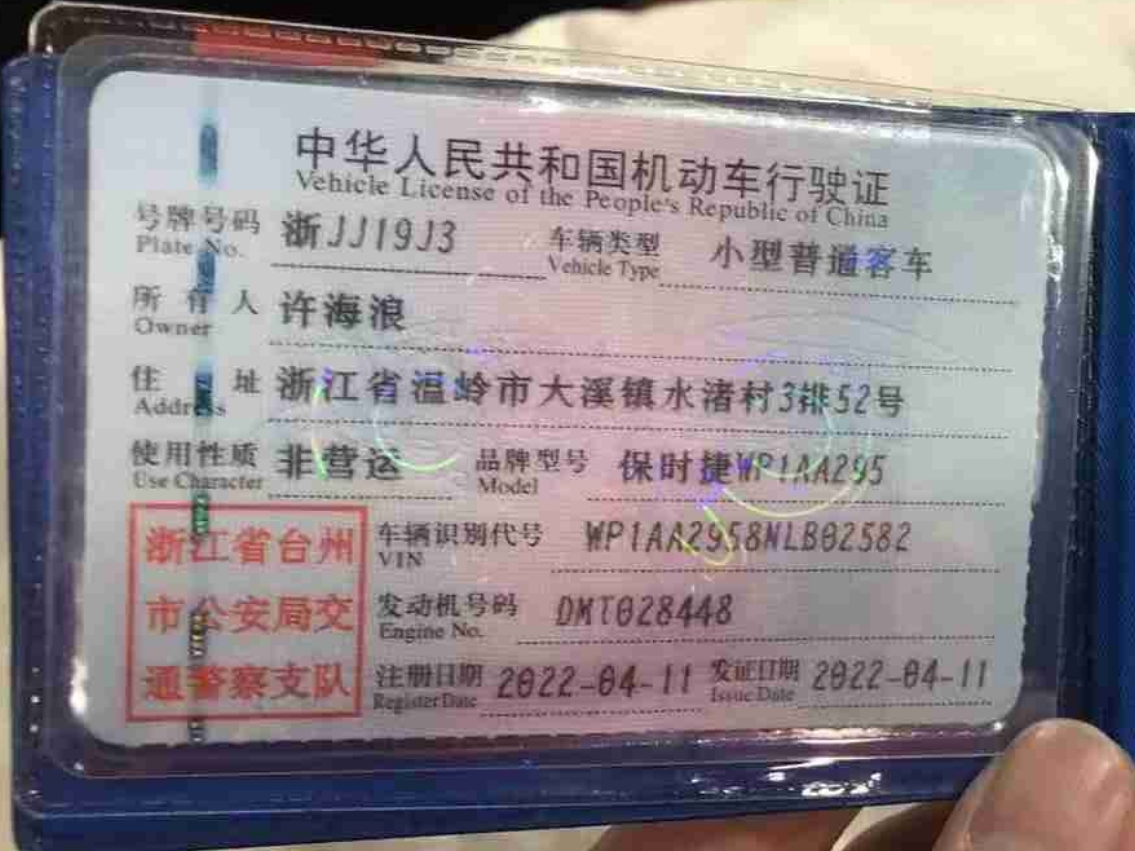 中华人民共和国机动车行驶证
Vehicle License of the People's Republic of China
号牌号码 浙JJ19J3 车辆类型 小型普通客车
Plate No. Vehicle Type
所有人 许海浪
Owner
住址 浙江省温岭市大溪镇水渚村3排52号
Address
使用性质 非营运 品牌型号 保时捷WP1AA295
Use Character Model
浙江省台州
市公安局交
通警察支队
车辆识别代号 WP1AA2958NLB02582
VIN
发动机号码 DMT028448
Engine No.
注册日期 2022-04-11 发证日期 2022-04-11
Register Date Issue Date